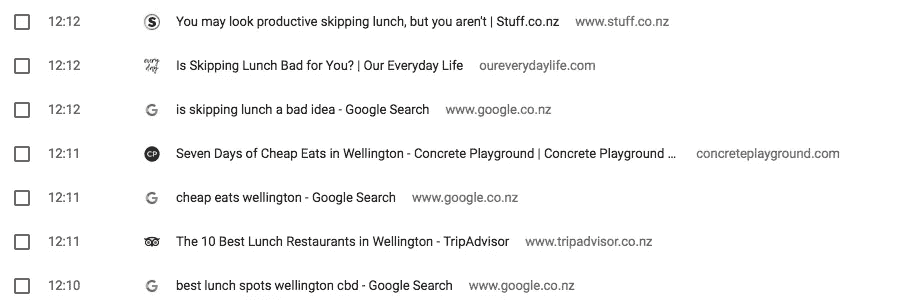 12:12 S You may look productive skipping lunch, but you aren't | Stuff.co.nz www.stuff.co.nz
12:12 every day Is Skipping Lunch Bad for You? | Our Everyday Life oureverydaylife.com
12:12 G is skipping lunch a bad idea - Google Search www.google.co.nz
12:11 CP Seven Days of Cheap Eats in Wellington - Concrete Playground | Concrete Playground ... concreteplayground.com
12:11 G cheap eats wellington - Google Search www.google.co.nz
12:11 The 10 Best Lunch Restaurants in Wellington - TripAdvisor www.tripadvisor.co.nz
12:10 G best lunch spots wellington cbd - Google Search www.google.co.nz